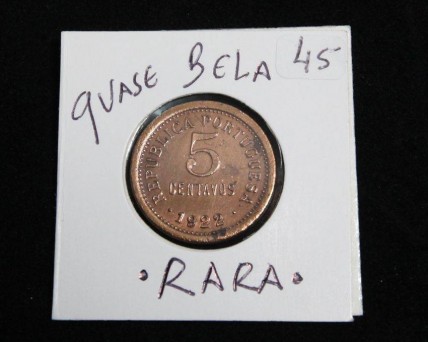 QUASE BELA 45
REPUBLICA PORTUGUESA
5
CENTAVOS
· 1922 ·
· RARA ·